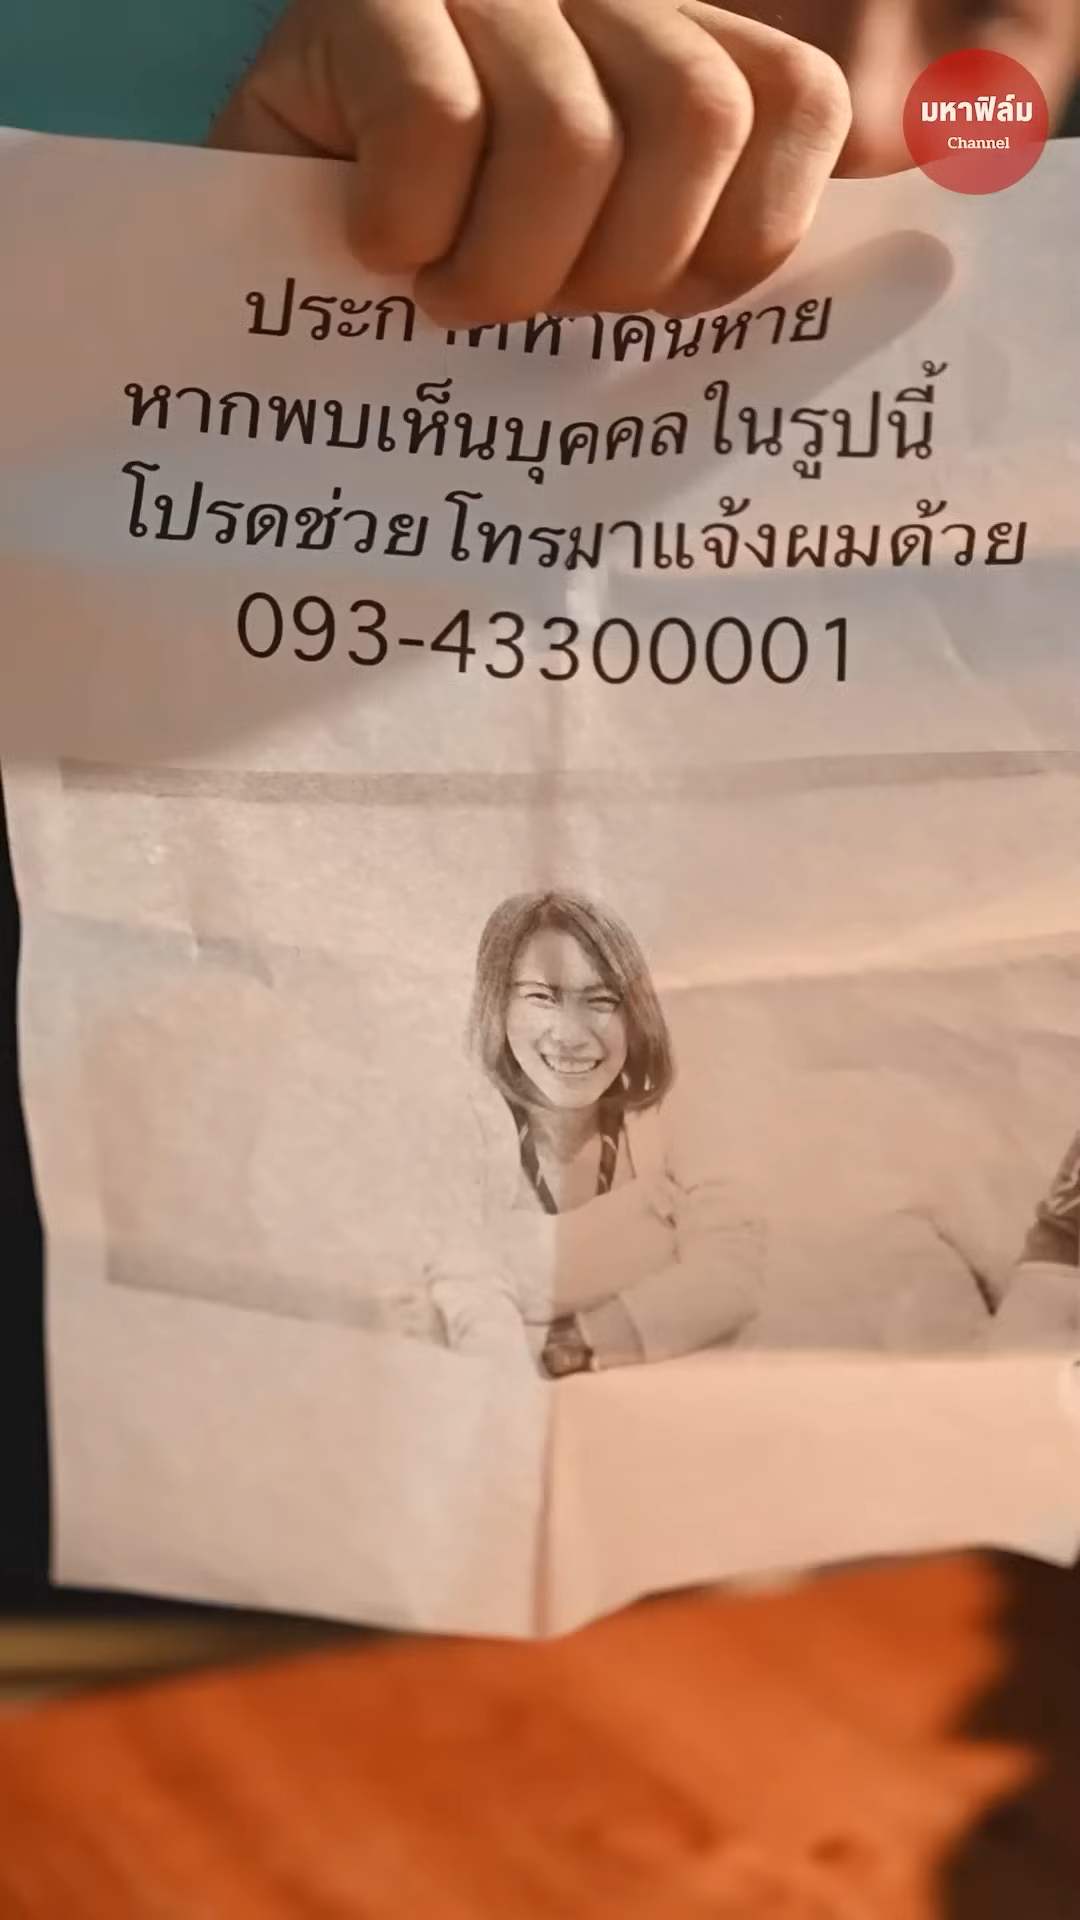 มหาฟิล์ม
Channel
หาคนหาย
หากพบเห็นบุคคลในรูปนี้
โปรดช่วยโทรมาแจ้งผมด้วย
093-43300001